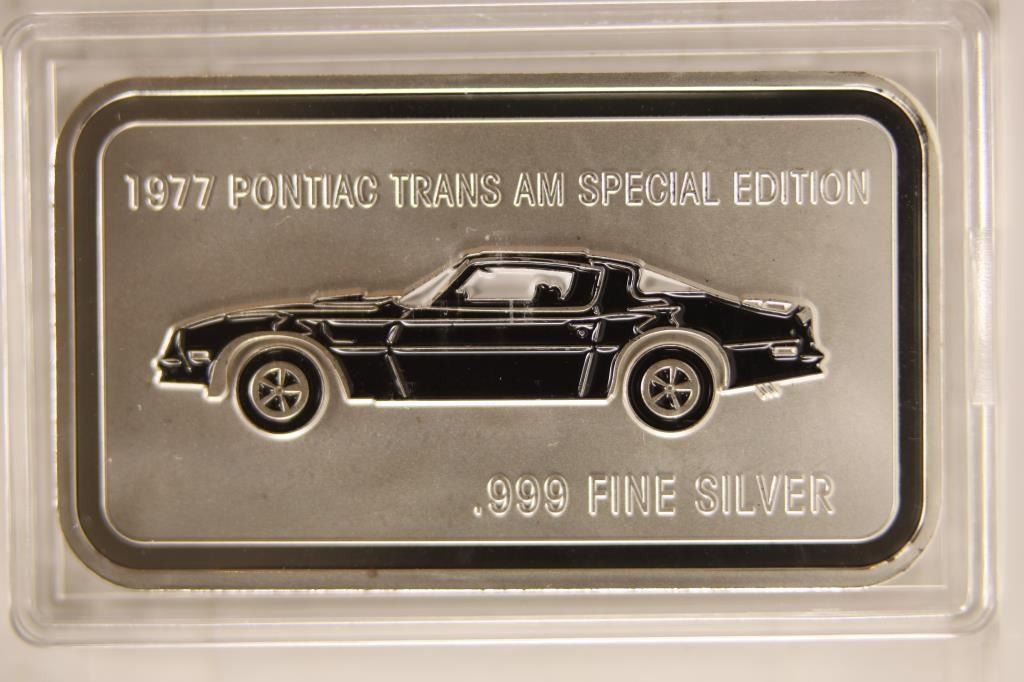 1977 PONTIAC TRANS AM SPECIAL EDITION
.999 FINE SILVER